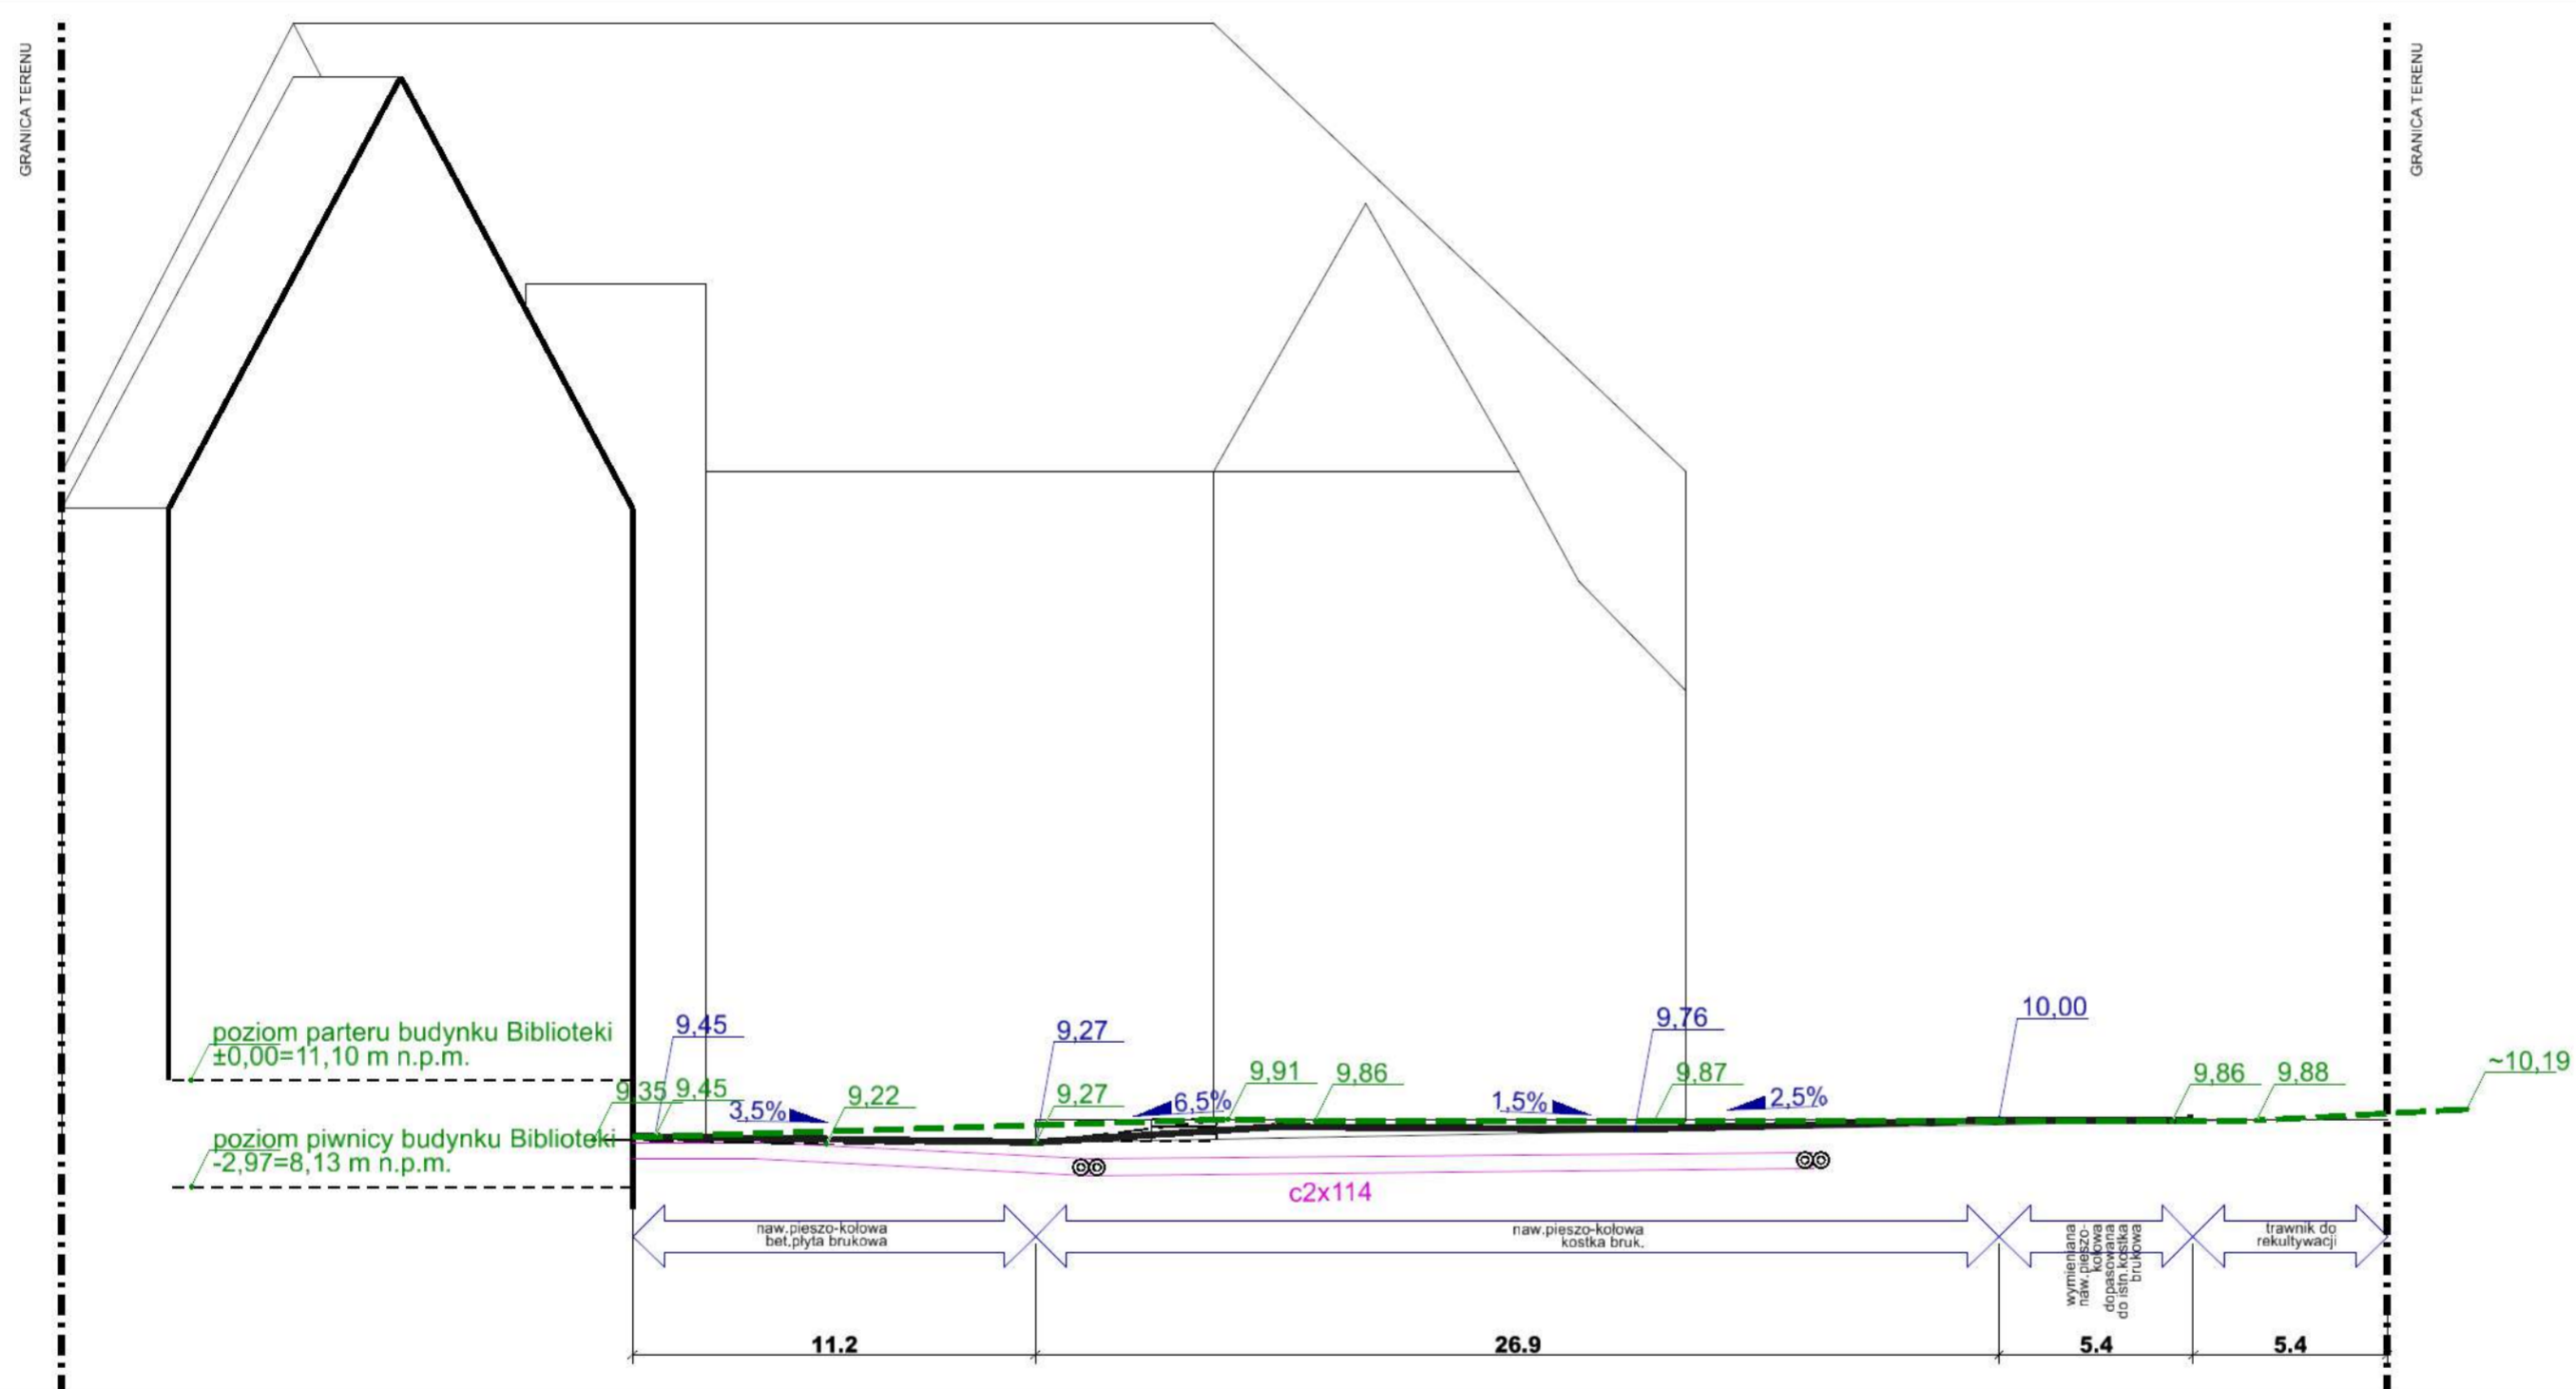 GRANICA TERENU
GRANICA TERENU
poziom parteru budynku Biblioteki
±0,00=11,10 m n.p.m.
poziom piwnicy budynku Biblioteki
-2,97=8,13 m n.p.m.
9,45
9,27
9,76
10,00
9,35
9,45
3,5%
9,22
9,27
6,5%
9,91
9,86
1,5%
9,87
2,5%
9,86
9,88
~10,19
c2x114
naw.pieszo-kołowa
bet.płyta brukowa
naw.pieszo-kołowa
kostka bruk.
wymieniana
naw.pieszo-
kołowa
dopasowana
do istn.kostka
brukowa
trawnik do
rekultywacji
11.2
26.9
5.4
5.4